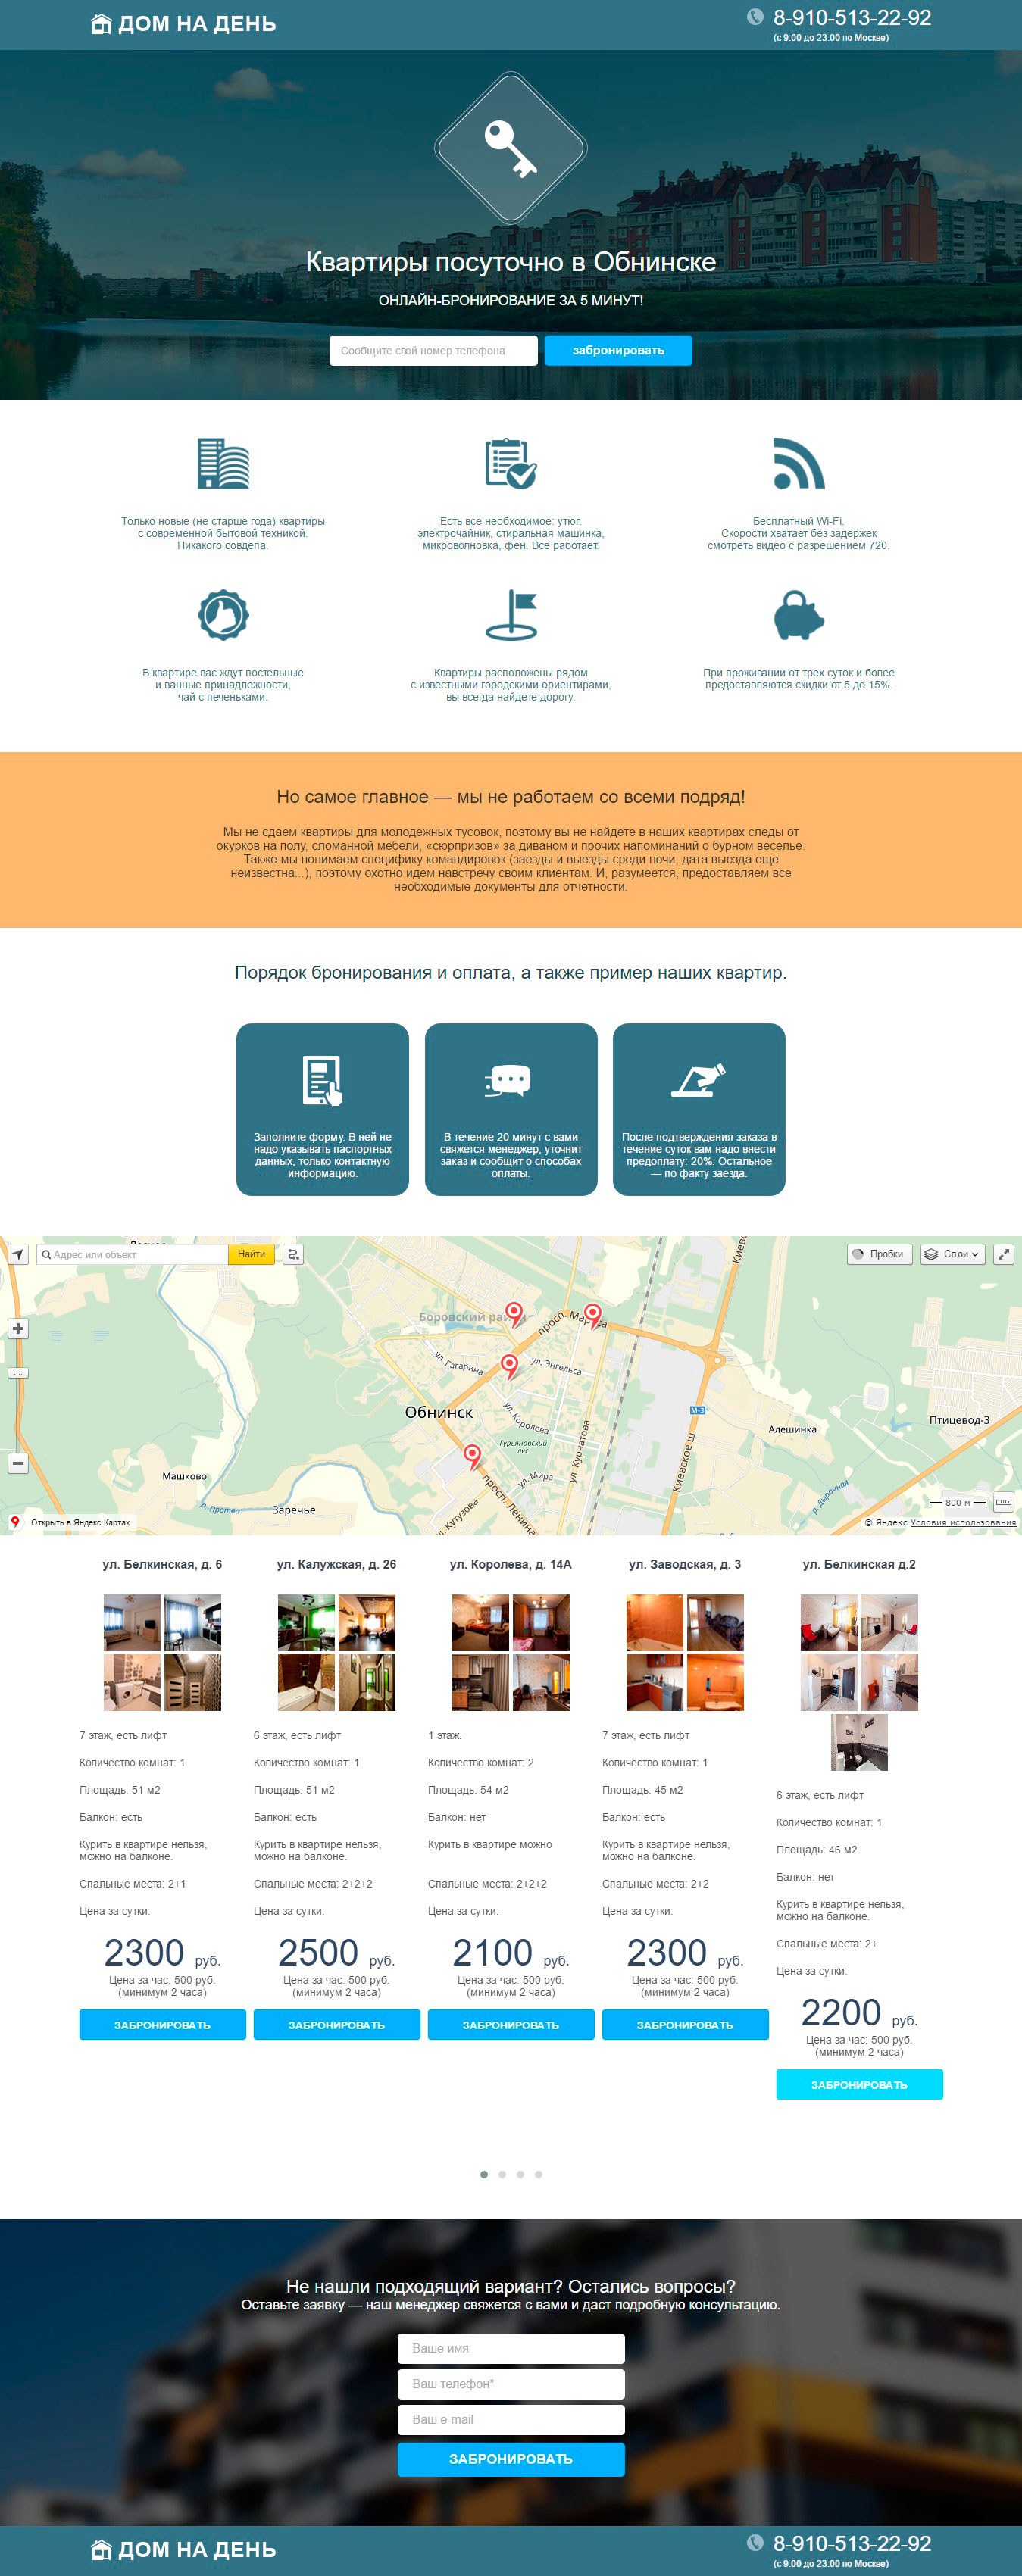 ДОМ НА ДЕНЬ
8-910-513-22-92
(с 9:00 до 23:00 по Москве)
Квартиры посуточно в Обнинске
ОНЛАЙН-БРОНИРОВАНИЕ ЗА 5 МИНУТ!
Сообщите свой номер телефона
забронировать
Только новые (не старше года) квартиры
с современной бытовой техникой.
Никакого совдепа.
Есть все необходимое: утюг,
электрочайник, стиральная машинка,
микроволновка, фен. Все работает.
Бесплатный Wi-Fi.
Скорости хватает без задержек
смотреть видео с разрешением 720.
В квартире вас ждут постельные
и ванные принадлежности,
чай с печеньками.
Квартиры расположены рядом
с известными городскими ориентирами,
вы всегда найдете дорогу.
При проживании от трех суток и более
предоставляются скидки от 5 до 15%.
Но самое главное — мы не работаем со всеми подряд!
Мы не сдаем квартиры для молодежных тусовок, поэтому вы не найдете в наших квартирах следы от
окурков на полу, сломанной мебели, «сюрпризов» за диваном и прочих напоминаний о бурном веселье.
Также мы понимаем специфику командировок (заезды и выезды среди ночи, дата выезда еще
неизвестна...), поэтому охотно идем навстречу своим клиентам. И, разумеется, предоставляем все
необходимые документы для отчетности.
Порядок бронирования и оплата, а также пример наших квартир.
Заполните форму. В ней не
надо указывать паспортных
данных, только контактную
информацию.
В течение 20 минут с вами
свяжется менеджер, уточнит
заказ и сообщит о способах
оплаты.
После подтверждения заказа в
течение суток вам надо внести
предоплату: 20%. Остальное
— по факту заезда.
Адрес или объект
Найти
Пробки
Слои
Боровский район
просп. Маркса
Киевское
ул. Гагарина
ул. Энгельса
Обнинск
ул. Королева
Гурьяновский
лес
ул. Курчатова
М-3
Киевское ш.
Алешинка
Птицевод-3
Машково
ул. Мира
р. Протва
Заречье
ул. Кутузова
просп. Ленина
р. Дырочная
800 м
Открыть в Яндекс.Картах
© Яндекс Условия использования
ул. Белкинская, д. 6
7 этаж, есть лифт
Количество комнат: 1
Площадь: 51 м2
Балкон: есть
Курить в квартире нельзя,
можно на балконе.
Спальные места: 2+1
Цена за сутки:
2300 руб.
Цена за час: 500 руб.
(минимум 2 часа)
ЗАБРОНИРОВАТЬ
ул. Калужская, д. 26
6 этаж, есть лифт
Количество комнат: 1
Площадь: 51 м2
Балкон: есть
Курить в квартире нельзя,
можно на балконе.
Спальные места: 2+2+2
Цена за сутки:
2500 руб.
Цена за час: 500 руб.
(минимум 2 часа)
ЗАБРОНИРОВАТЬ
ул. Королева, д. 14А
1 этаж.
Количество комнат: 2
Площадь: 54 м2
Балкон: нет
Курить в квартире можно
Спальные места: 2+2+2
Цена за сутки:
2100 руб.
Цена за час: 500 руб.
(минимум 2 часа)
ЗАБРОНИРОВАТЬ
ул. Заводская, д. 3
7 этаж, есть лифт
Количество комнат: 1
Площадь: 45 м2
Балкон: есть
Курить в квартире нельзя,
можно на балконе.
Спальные места: 2+2
Цена за сутки:
2300 руб.
Цена за час: 500 руб.
(минимум 2 часа)
ЗАБРОНИРОВАТЬ
ул. Белкинская д.2
6 этаж, есть лифт
Количество комнат: 1
Площадь: 46 м2
Балкон: нет
Курить в квартире нельзя,
можно на балконе.
Спальные места: 2+
Цена за сутки:
2200 руб.
Цена за час: 500 руб.
(минимум 2 часа)
ЗАБРОНИРОВАТЬ
Не нашли подходящий вариант? Остались вопросы?
Оставьте заявку — наш менеджер свяжется с вами и даст подробную консультацию.
Ваше имя
Ваш телефон*
Ваш e-mail
ЗАБРОНИРОВАТЬ
ДОМ НА ДЕНЬ
8-910-513-22-92
(с 9:00 до 23:00 по Москве)